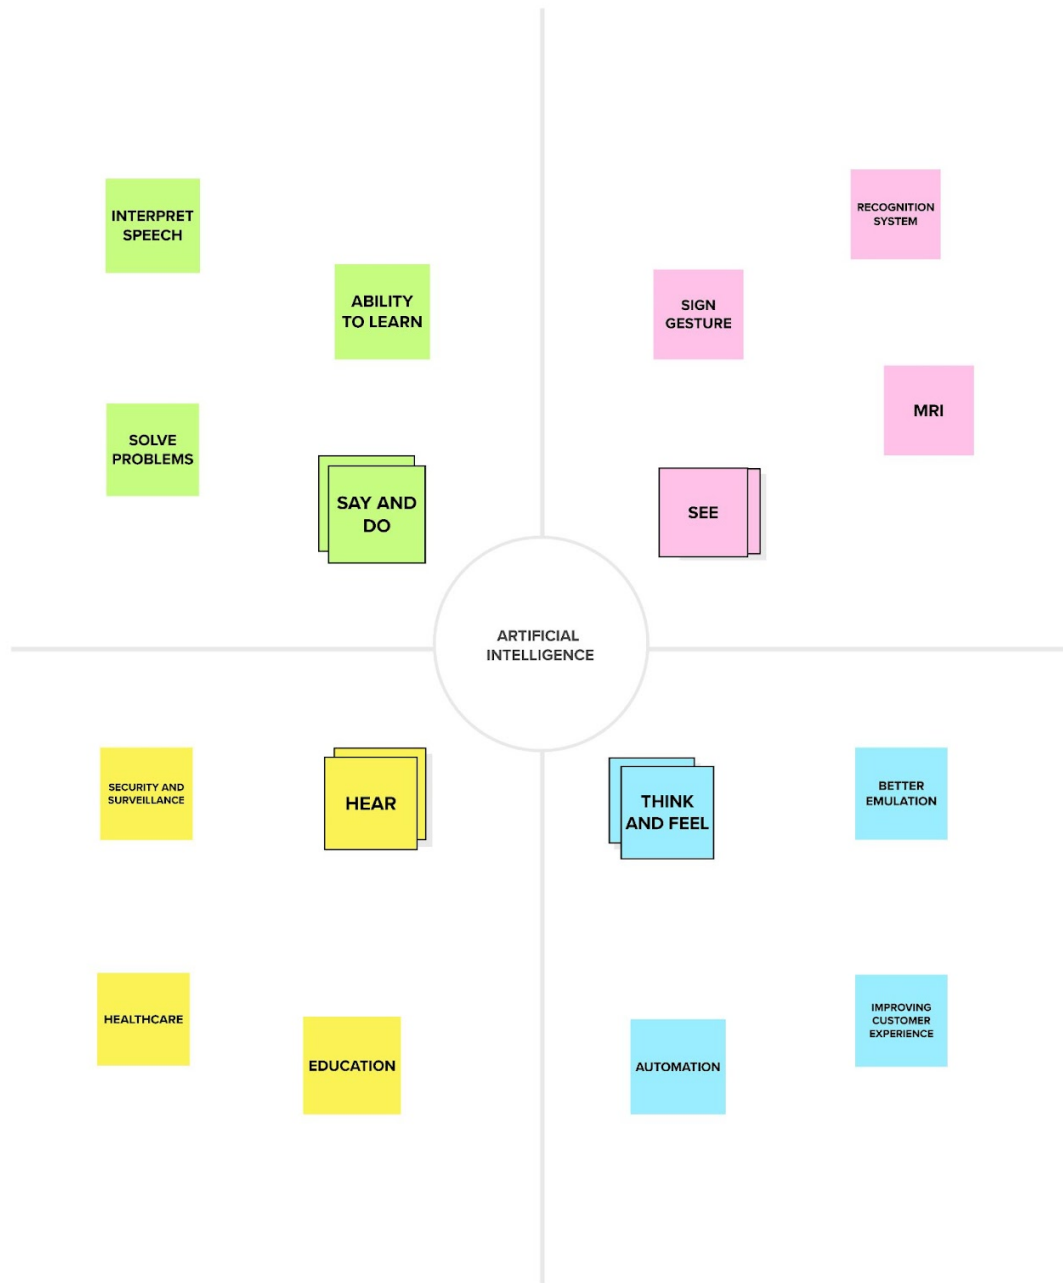 INTERPRET
SPEECH
ABILITY
TO LEARN
SOLVE
PROBLEMS
SAY AND
DO
RECOGNITION
SYSTEM
SIGN
GESTURE
MRI
SEE
ARTIFICIAL
INTELLIGENCE
SECURITY AND
SURVEILLANCE
HEAR
HEALTHCARE
EDUCATION
THINK
AND FEEL
BETTER
EMULATION
AUTOMATION
IMPROVING
CUSTOMER
EXPERIENCE